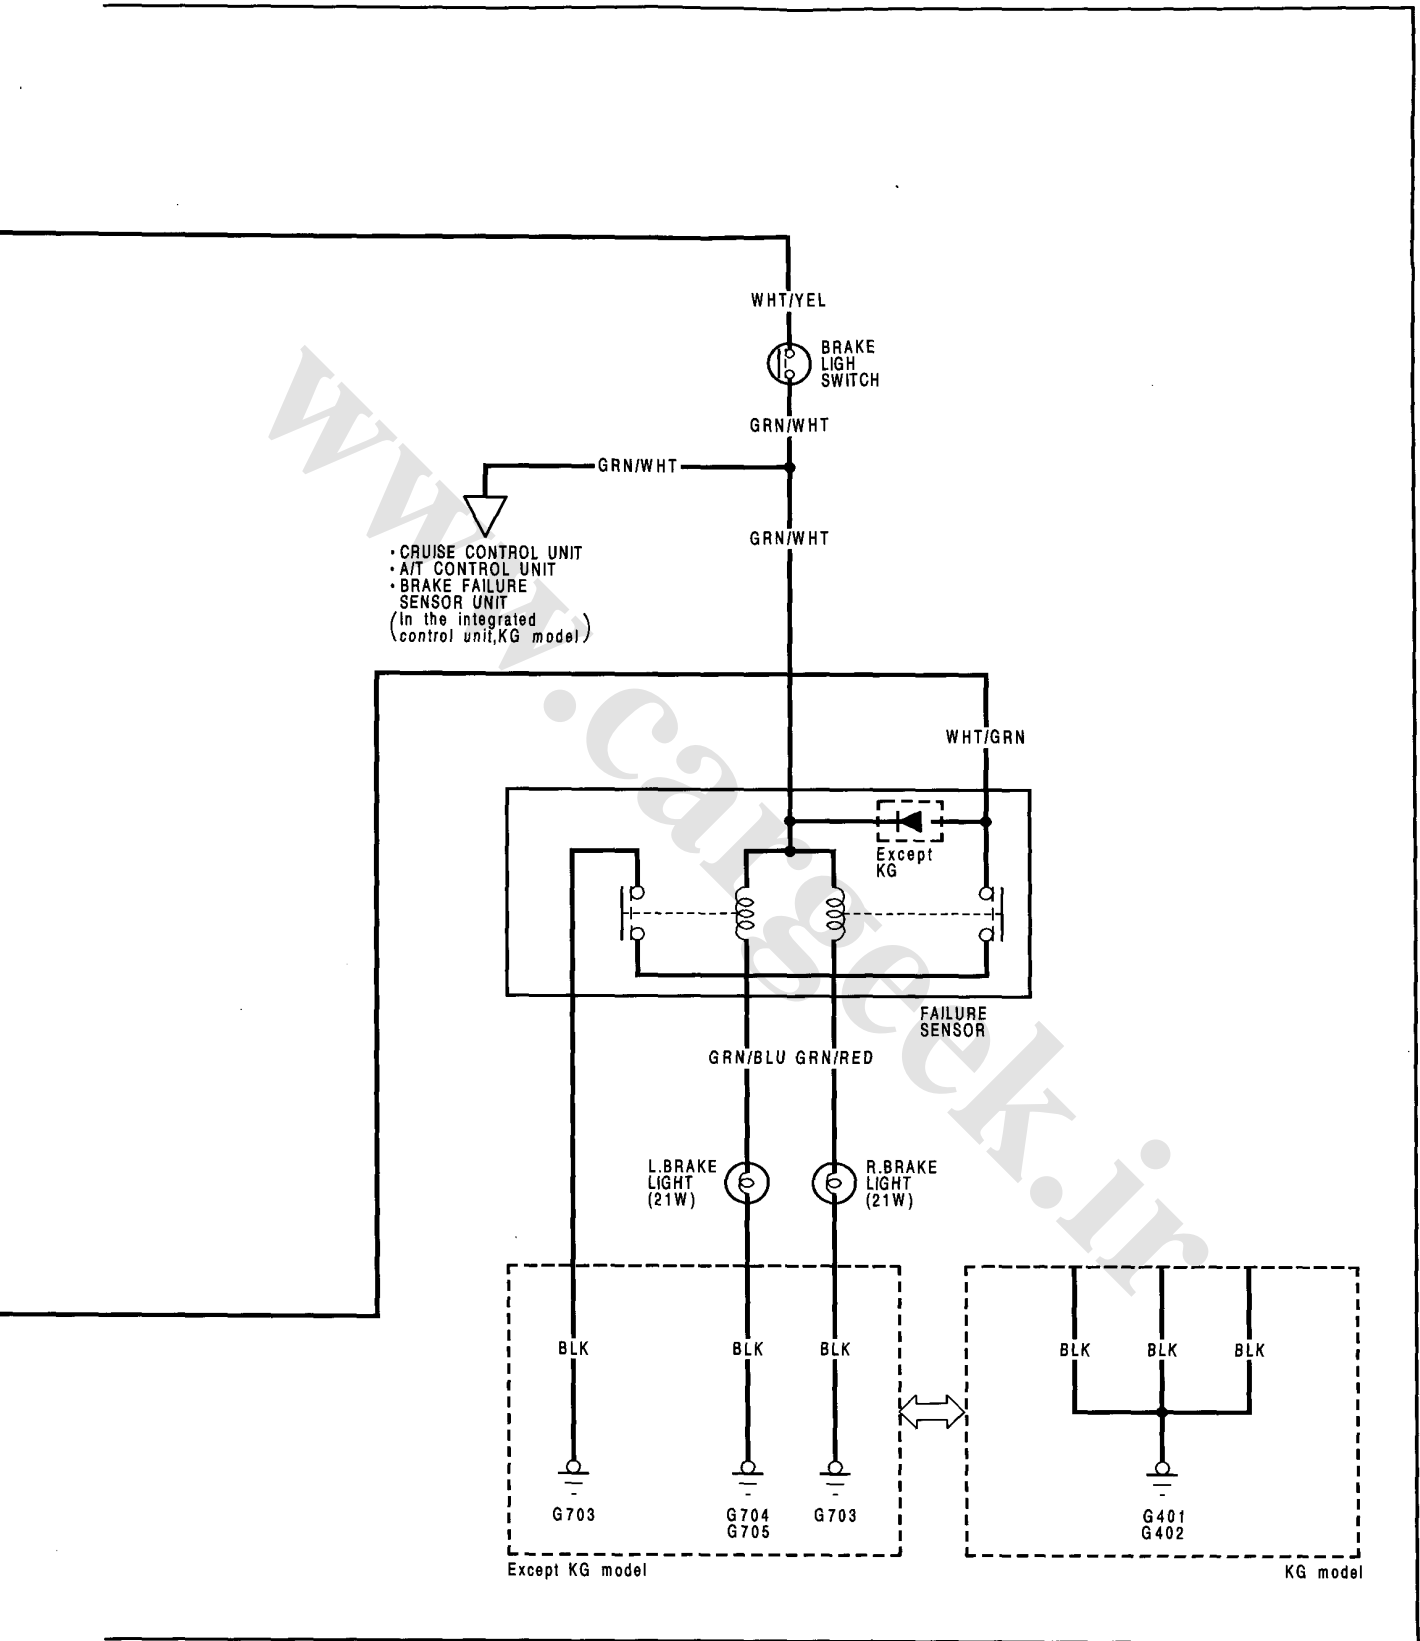 WHT/YEL
BRAKE
LIGH
SWITCH
GRN/WHT
GRN/WHT
GRN/WHT
• CRUISE CONTROL UNIT
• A/T CONTROL UNIT
• BRAKE FAILURE
SENSOR UNIT
(In the integrated
control unit,KG model)
WHT/GRN
Except
KG
FAILURE
SENSOR
GRN/BLU GRN/RED
L.BRAKE
LIGHT
(21W)
R.BRAKE
LIGHT
(21W)
BLK
BLK
BLK
BLK
BLK
BLK
G703
G704
G705
G703
G401
G402
Except KG model
KG model
www.cargeek.ir